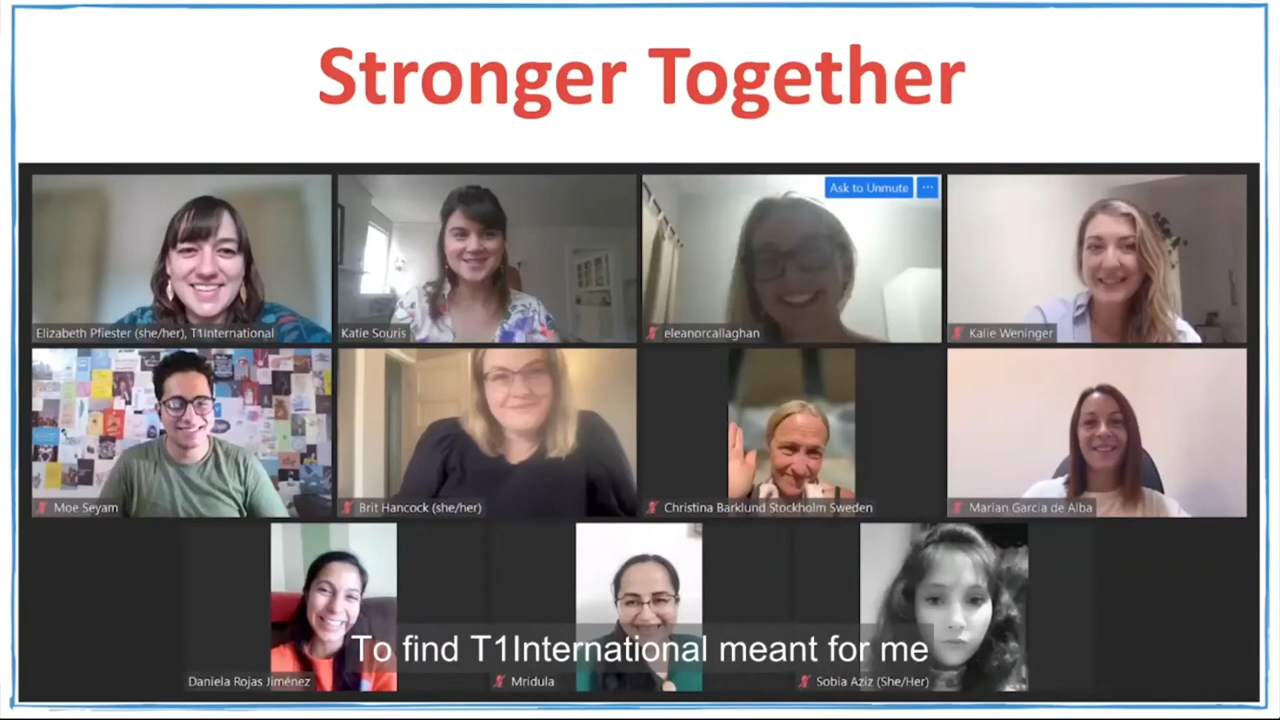 Stronger Together
Ask to Unmute
Elizabeth Pfiester (she/her), T1International
Katie Souris
eleanorcallaghan
Kalie Weninger
Moe Seyam
Brit Hancock (she/her)
Christina Barklund Stockholm Sweden
Marian Garcia de Alba
To find T1International meant for me
Daniela Rojas Jiménez
Mridula
Sobia Aziz (She/Her)